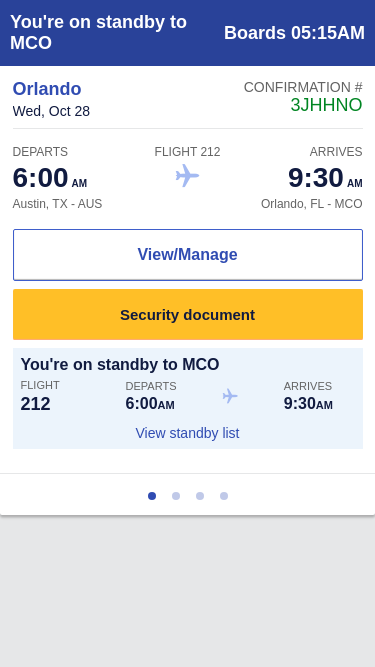 You're on standby to
MCO
Boards 05:15AM
Orlando
CONFIRMATION #
Wed, Oct 28
3JHHNO
DEPARTS
FLIGHT 212
ARRIVES
6:00 AM
9:30 AM
Austin, TX - AUS
Orlando, FL - MCO
View/Manage
Security document
You're on standby to MCO
FLIGHT
DEPARTS
ARRIVES
212
6:00AM
9:30AM
View standby list